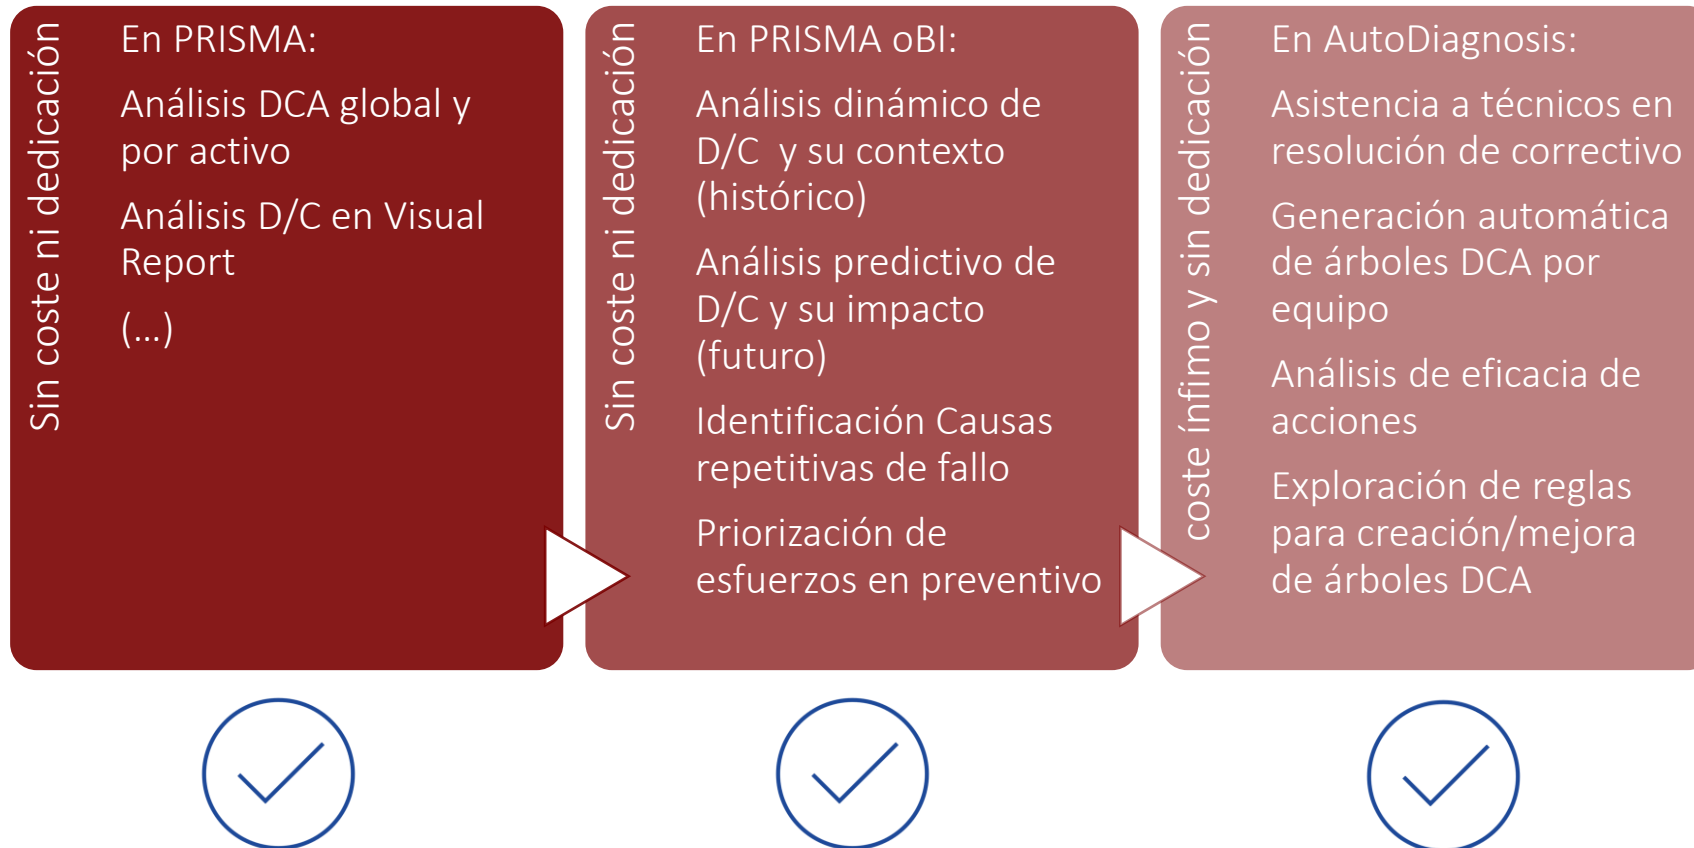 Sin coste ni dedicación
En PRISMA:
Análisis DCA global y
por activo
Análisis D/C en Visual
Report
(...)
Sin coste ni dedicación
En PRISMA oBI:
Análisis dinámico de
D/C  y su contexto
(histórico)
Análisis predictivo de
D/C y su impacto
(futuro)
Identificación Causas
repetitivas de fallo
Priorización de
esfuerzos en preventivo
coste ínfimo y sin dedicación
En AutoDiagnosis:
Asistencia a técnicos en
resolución de correctivo
Generación automática
de árboles DCA por
equipo
Análisis de eficacia de
acciones
Exploración de reglas
para creación/mejora
de árboles DCA